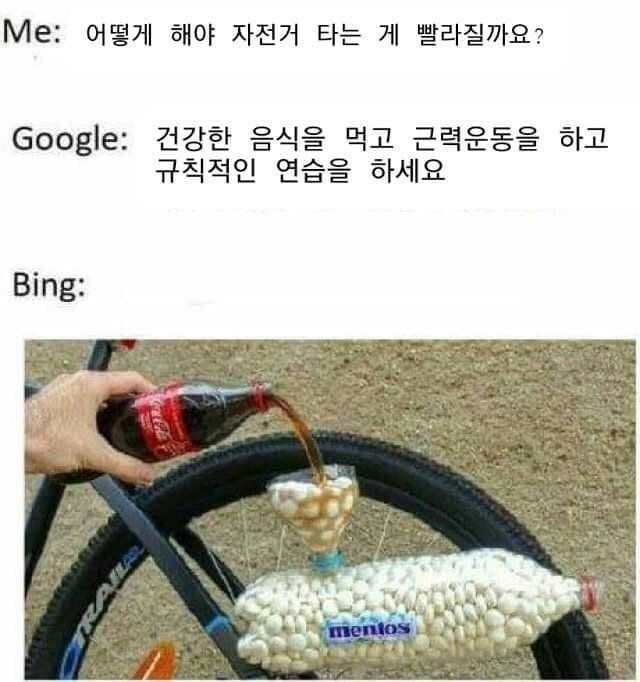 Me: 어떻게 해야 자전거 타는 게 빨라질까요?
Google: 건강한 음식을 먹고 근력운동을 하고
규칙적인 연습을 하세요
Bing:
Coca-Cola
mentos
TRAIL